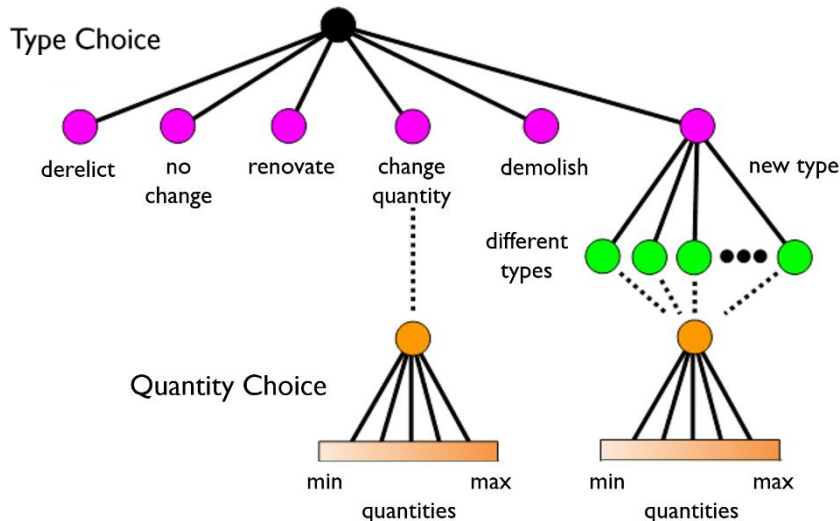 Type Choice
derelict
no
change
renovate
change
quantity
demolish
new type
different
types
Quantity Choice
min
max
quantities
min
max
quantities